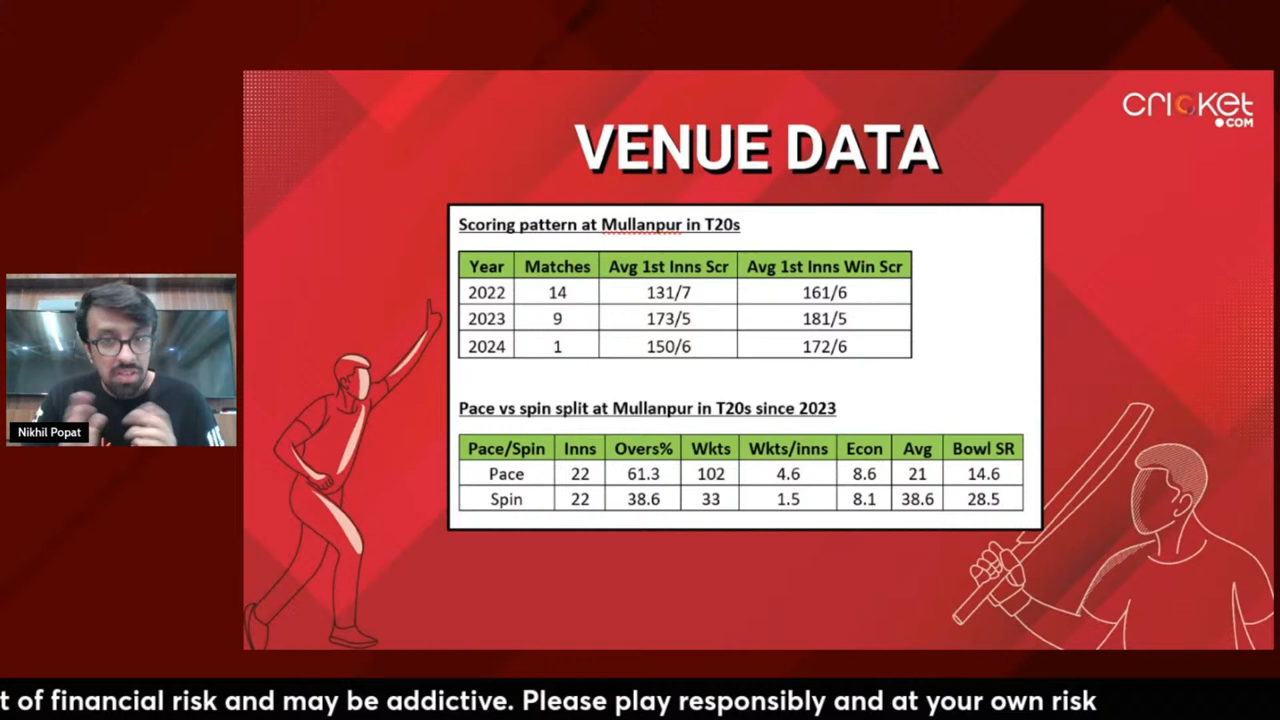 cricket
.COM
VENUE DATA
Scoring pattern at Mullanpur in T20s
Year Matches Avg 1st Inns Scr Avg 1st Inns Win Scr
2022 14 131/7 161/6
2023 9 173/5 181/5
2024 1 150/6 172/6
Pace vs spin split at Mullanpur in T20s since 2023
Pace/Spin Inns Overs% Wkts Wkts/inns Econ Avg Bowl SR
Pace 22 61.3 102 4.6 8.6 21 14.6
Spin 22 38.6 33 1.5 8.1 38.6 28.5
Nikhil Popat
t of financial risk and may be addictive. Please play responsibly and at your own risk